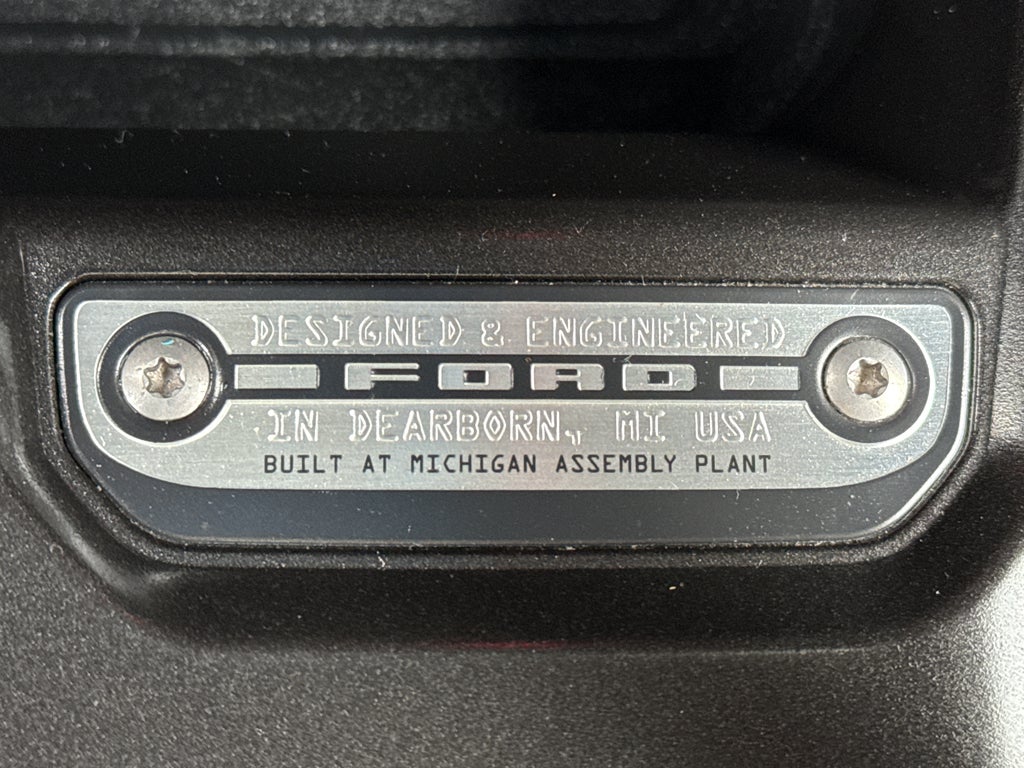 DESIGNED & ENGINEERED
FORD
IN DEARBORN, MI USA
BUILT AT MICHIGAN ASSEMBLY PLANT